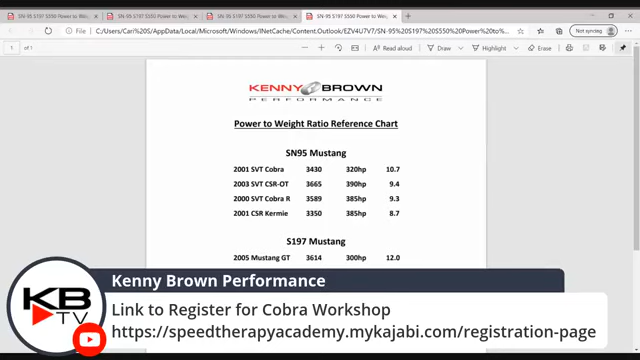 SN-95 S197 S550 Power to Wei
SN-95 S197 S550 Power to Weigh
SN-95 S197 S550 Power to Weigh
SN-95 S197 S550 Power to We
C:/Users/Cari%20S/AppData/Local/Microsoft/Windows/INetCache/Content.Outlook/EZV4U7V7/SN-95%20S197%20S550%20Power%20to%
Not syncing
1 of 1
Read aloud
Draw
Highlight
Erase
KENNY BROWN
PERFORMANCE
Power to Weight Ratio Reference Chart
SN95 Mustang
2001 SVT Cobra 3430 320hp 10.7
2003 SVT CSR-OT 3665 390hp 9.4
2000 SVT Cobra R 3589 385hp 9.3
2001 CSR Kermie 3350 385hp 8.7
S197 Mustang
2005 Mustang GT 3614 300hp 12.0
KB
TV
Kenny Brown Performance
Link to Register for Cobra Workshop
https://speedtherapyacademy.mykajabi.com/registration-page